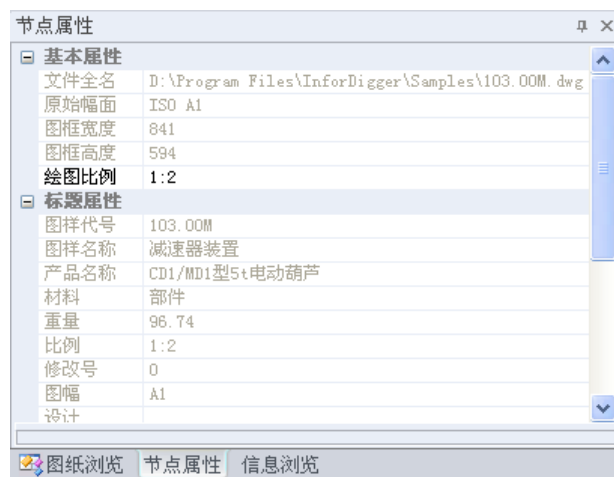 节点属性
基本属性
文件全名 D:\Program Files\InforDigger\Samples\103.00M.dwg
原始幅面 ISO A1
图框宽度 841
图框高度 594
绘图比例 1:2
标题属性
图样代号 103.00M
图样名称 减速器装置
产品名称 CD1/MD1型5t电动葫芦
材料 部件
重量 96.74
比例 1:2
修改号 0
图幅 A1
设计
图纸浏览 节点属性 信息浏览